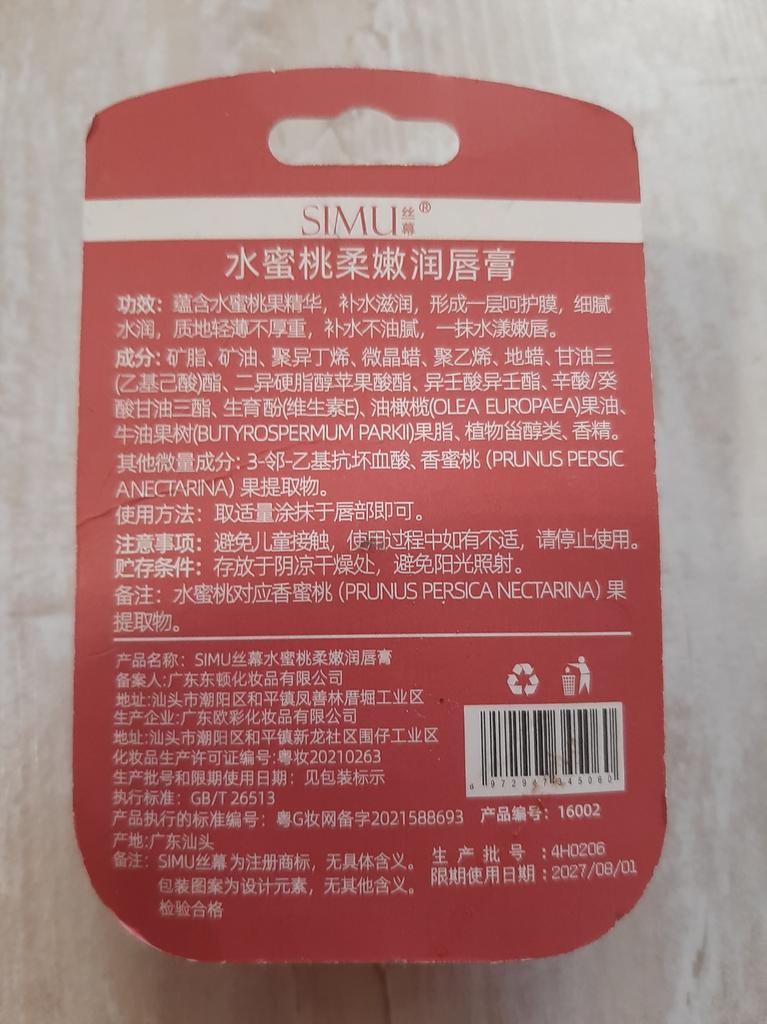 SIMU丝幕®
水蜜桃柔嫩润唇膏
功效：蕴含水蜜桃果精华，补水滋润，形成一层呵护膜，细腻
水润，质地轻薄不厚重，补水不油腻，一抹水漾嫩唇。
成分：矿脂、矿油、聚异丁烯、微晶蜡、聚乙烯、地蜡、甘油三
(乙基己酸)酯、二异硬脂醇苹果酸酯、异壬酸异壬酯、辛酸/癸
酸甘油三酯、生育酚(维生素E)、油橄榄(OLEA EUROPAEA)果油、
牛油果树(BUTYROSPERMUM PARKII)果脂、植物甾醇类、香精。
其他微量成分：3-邻-乙基抗坏血酸、香蜜桃（PRUNUS PERSIC
ANECTARINA）果提取物。
使用方法：取适量涂抹于唇部即可。
注意事项：避免儿童接触，使用过程中如有不适，请停止使用。
贮存条件：存放于阴凉干燥处，避免阳光照射。
备注：水蜜桃对应香蜜桃（PRUNUS PERSICA NECTARINA）果
提取物。
产品名称：SIMU丝幕水蜜桃柔嫩润唇膏
备案人:广东东顿化妆品有限公司
地址:汕头市潮阳区和平镇凤善林厝堀工业区
生产企业:广东欧彩化妆品有限公司
地址:汕头市潮阳区和平镇新龙社区围仔工业区
化妆品生产许可证编号:粤妆20210263
生产批号和限期使用日期：见包装标示
执行标准：GB/T 26513
产品执行的标准编号：粤G妆网备字2021588693
产地:广东汕头
备注：SIMU丝幕为注册商标，无具体含义。
包装图案为设计元素，无其他含义。
检验合格
6 972947 345060
产品编号：16002
生产批号：4H0206
限期使用日期：2027/08/01